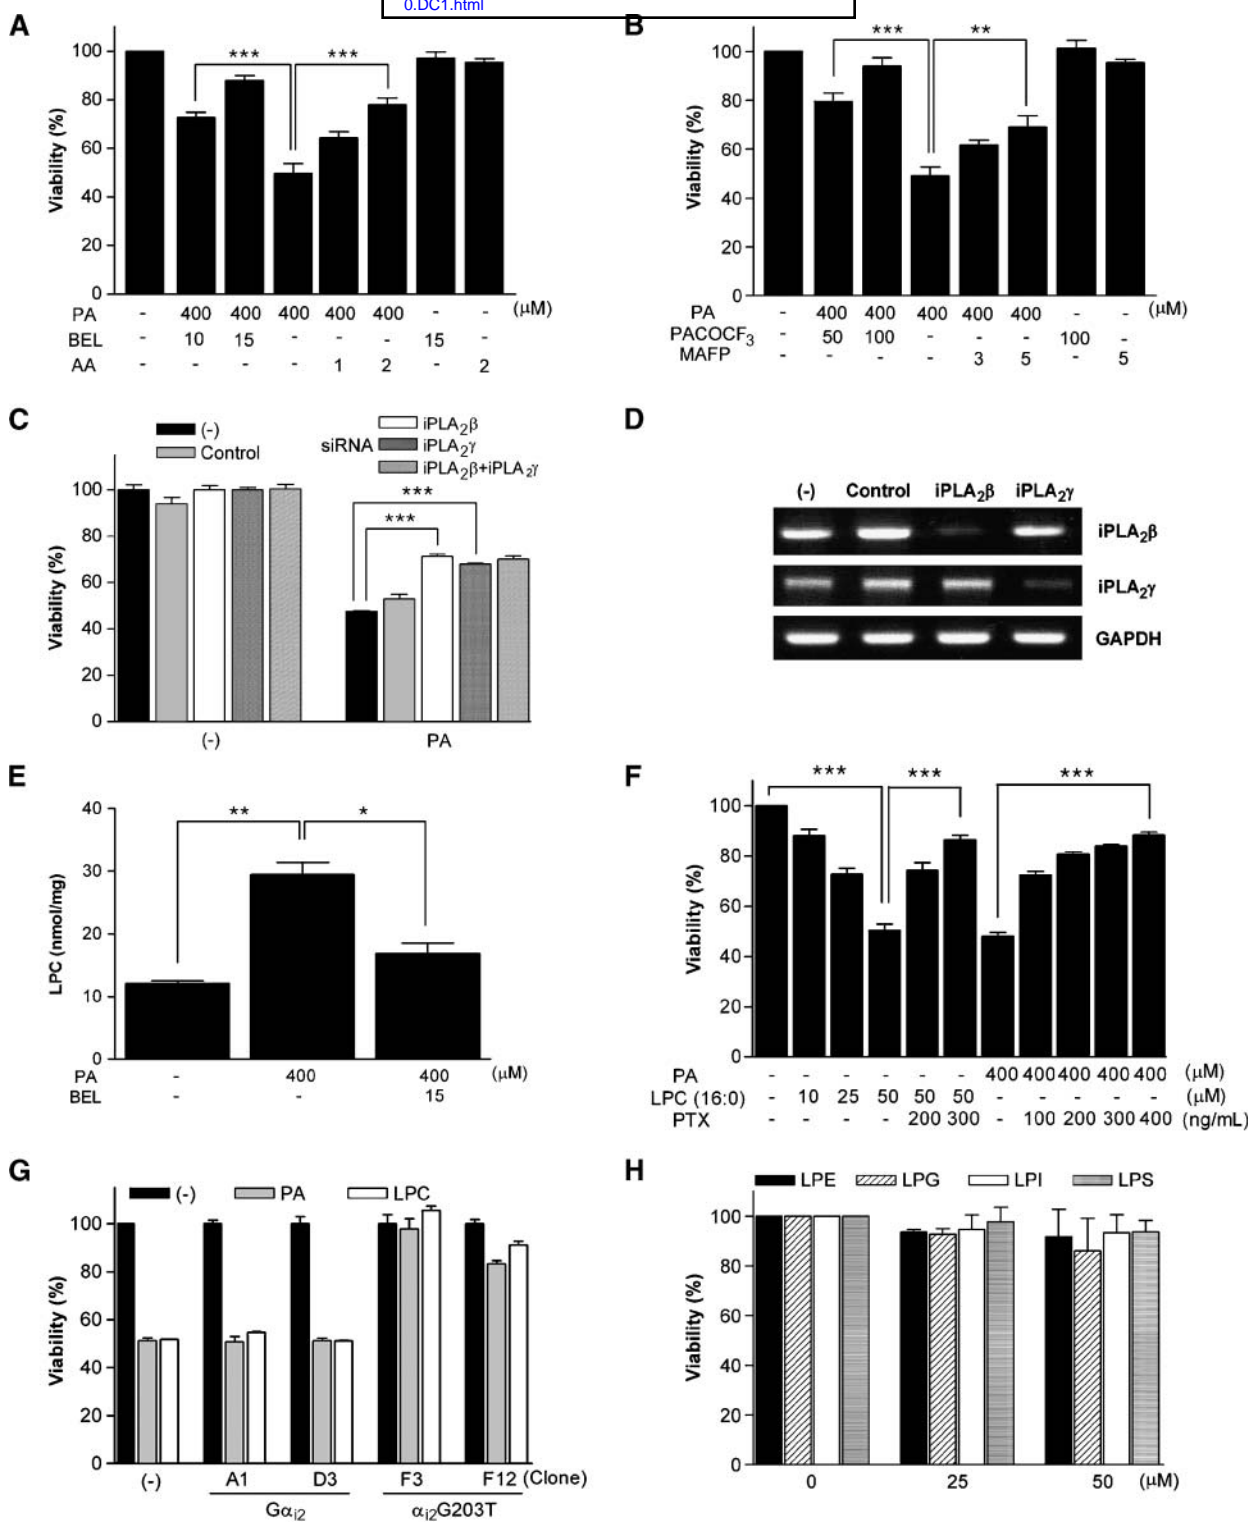 0.DC1.html
A
*** ***
100
80
60
40
20
0
Viability (%)
PA - 400 400 400 400 400 - - (μM)
BEL - 10 15 - - - 15 -
AA - - - - 1 2 - 2
B
*** **
100
80
60
40
20
0
Viability (%)
PA - 400 400 400 400 400 - - (μM)
PACOCF3 - 50 100 - - - 100 -
MAFP - - - - 3 5 - 5
C
(-)
Control
siRNA
iPLA2β
iPLA2γ
iPLA2β+iPLA2γ
***
***
100
80
60
40
20
0
Viability (%)
(-) PA
D
(-) Control iPLA2β iPLA2γ
iPLA2β
iPLA2γ
GAPDH
E
** *
40
30
20
10
0
LPC (nmol/mg)
PA - 400 400 (μM)
BEL - - 15
F
*** *** ***
100
80
60
40
20
0
Viability (%)
PA - - - - - - 400 400 400 400 400 (μM)
LPC (16:0) - 10 25 50 50 50 - - - - - (μM)
PTX - - - - 200 300 - 100 200 300 400 (ng/mL)
G
(-) PA LPC
100
80
60
40
20
0
Viability (%)
(-) A1 D3 F3 F12 (Clone)
Gαi2 αi2G203T
H
LPE LPG LPI LPS
100
80
60
40
20
0
Viability (%)
0 25 50 (μM)